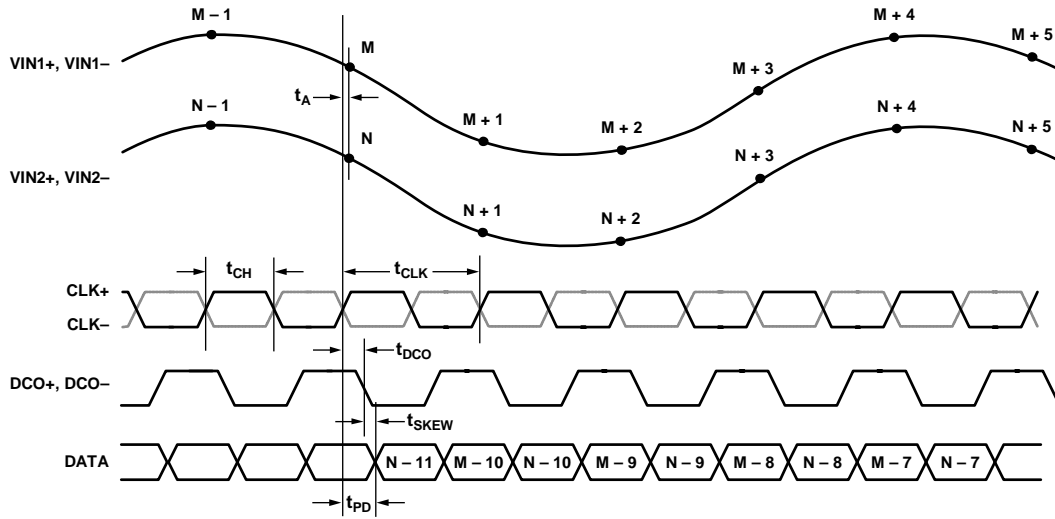 M – 1
M
M + 1
M + 2
M + 3
M + 4
M + 5
VIN1+, VIN1–
tA
N – 1
N
N + 1
N + 2
N + 3
N + 4
N + 5
VIN2+, VIN2–
tCH
tCLK
CLK+
CLK–
tDCO
DCO+, DCO–
tSKEW
DATA
N – 11
M – 10
N – 10
M – 9
N – 9
M – 8
N – 8
M – 7
N – 7
tPD